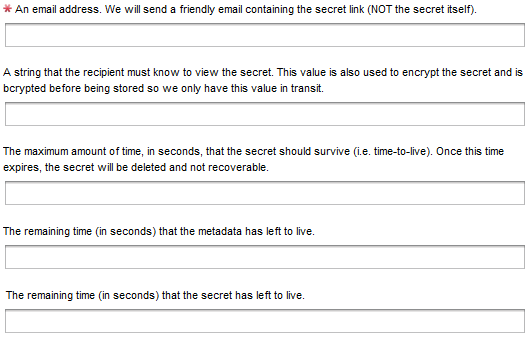 * An email address. We will send a friendly email containing the secret link (NOT the secret itself).
A string that the recipient must know to view the secret. This value is also used to encrypt the secret and is
bcrypted before being stored so we only have this value in transit.
The maximum amount of time, in seconds, that the secret should survive (i.e. time-to-live). Once this time
expires, the secret will be deleted and not recoverable.
The remaining time (in seconds) that the metadata has left to live.
The remaining time (in seconds) that the secret has left to live.